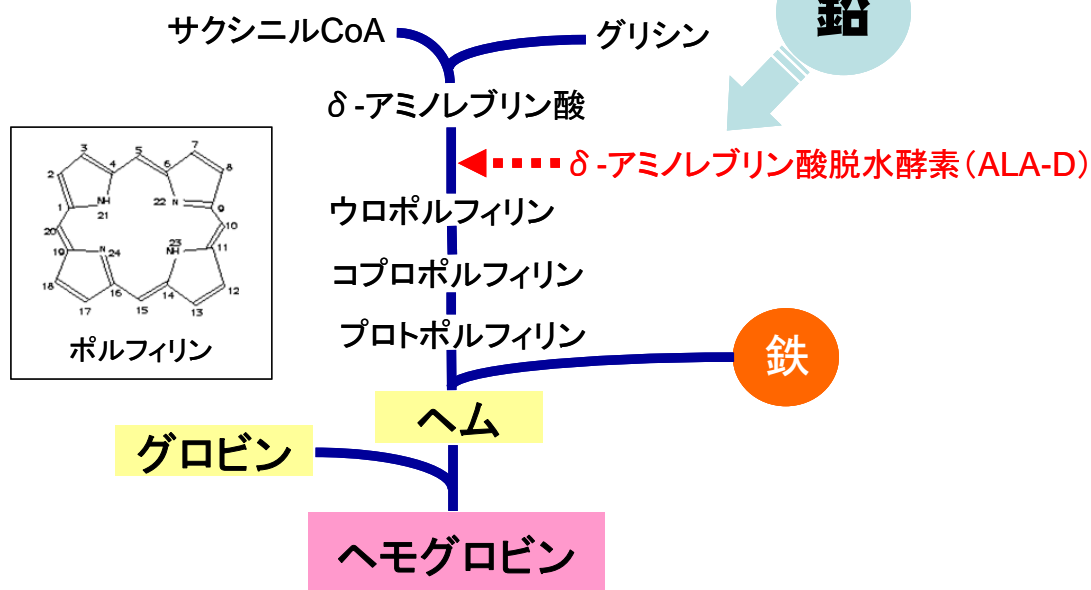 鉛
サクシニルCoA
グリシン
δ-アミノレブリン酸
δ-アミノレブリン酸脱水酵素(ALA-D)
ウロポルフィリン
コプロポルフィリン
プロトポルフィリン
鉄
ヘム
グロビン
ヘモグロビン
3 5 7
4 6
2 8
NH N
1 21 22 9
20 10
19 N 24 23 NH 11
18 16 14 12
17 15 13
ポルフィリン